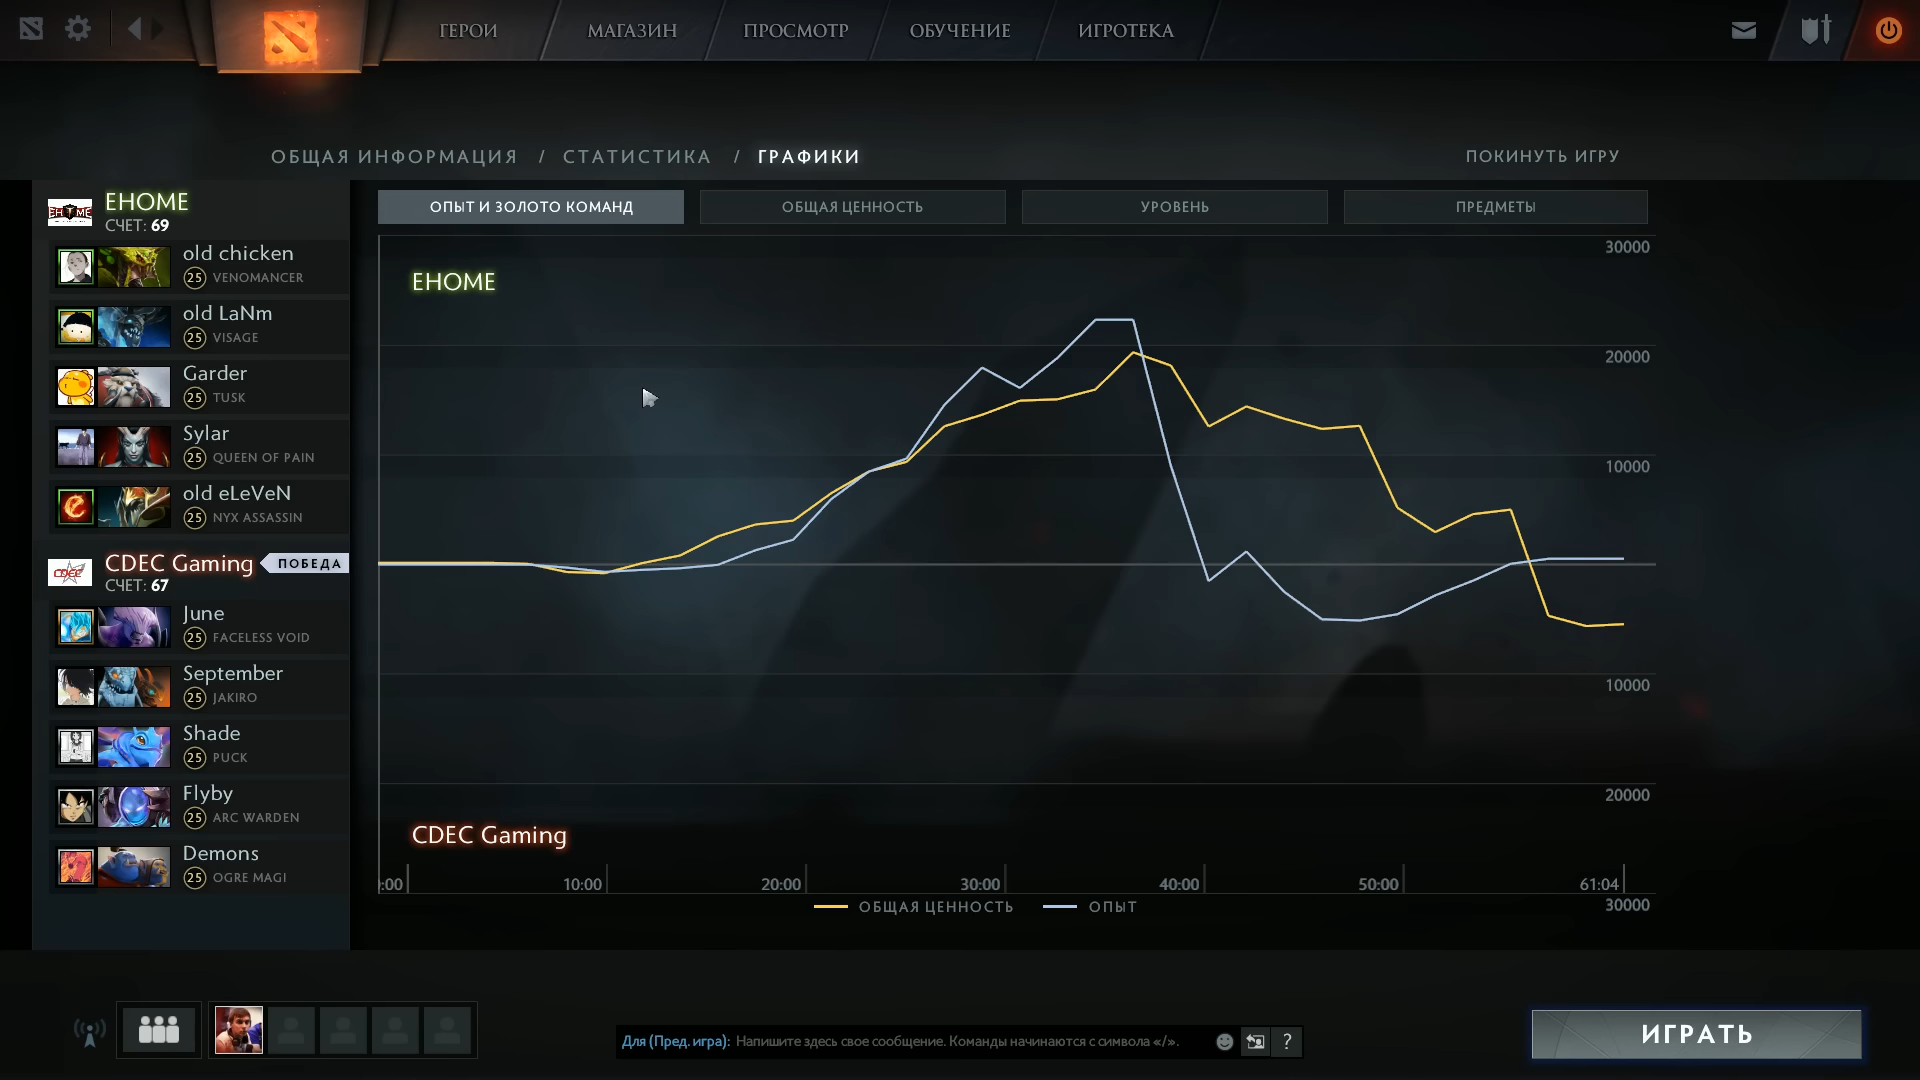 ГЕРОИ
МАГАЗИН
ПРОСМОТР
ОБУЧЕНИЕ
ИГРОТЕКА
ОБЩАЯ ИНФОРМАЦИЯ / СТАТИСТИКА / ГРАФИКИ
ПОКИНУТЬ ИГРУ
EHOME
СЧЕТ: 69
old chicken
25 VENOMANCER
old LaNm
25 VISAGE
Garder
25 TUSK
Sylar
25 QUEEN OF PAIN
old eLeVeN
25 NYX ASSASSIN
CDEC Gaming
ПОБЕДА
СЧЕТ: 67
June
25 FACELESS VOID
September
25 JAKIRO
Shade
25 PUCK
Flyby
25 ARC WARDEN
Demons
25 OGRE MAGI
ОПЫТ И ЗОЛОТО КОМАНД
ОБЩАЯ ЦЕННОСТЬ
УРОВЕНЬ
ПРЕДМЕТЫ
EHOME
30000
20000
10000
10000
20000
30000
CDEC Gaming
:00
10:00
20:00
30:00
40:00
50:00
61:04
ОБЩАЯ ЦЕННОСТЬ
ОПЫТ
Для (Пред. игра): Напишите здесь свое сообщение. Команды начинаются с символа «/».
?
ИГРАТЬ